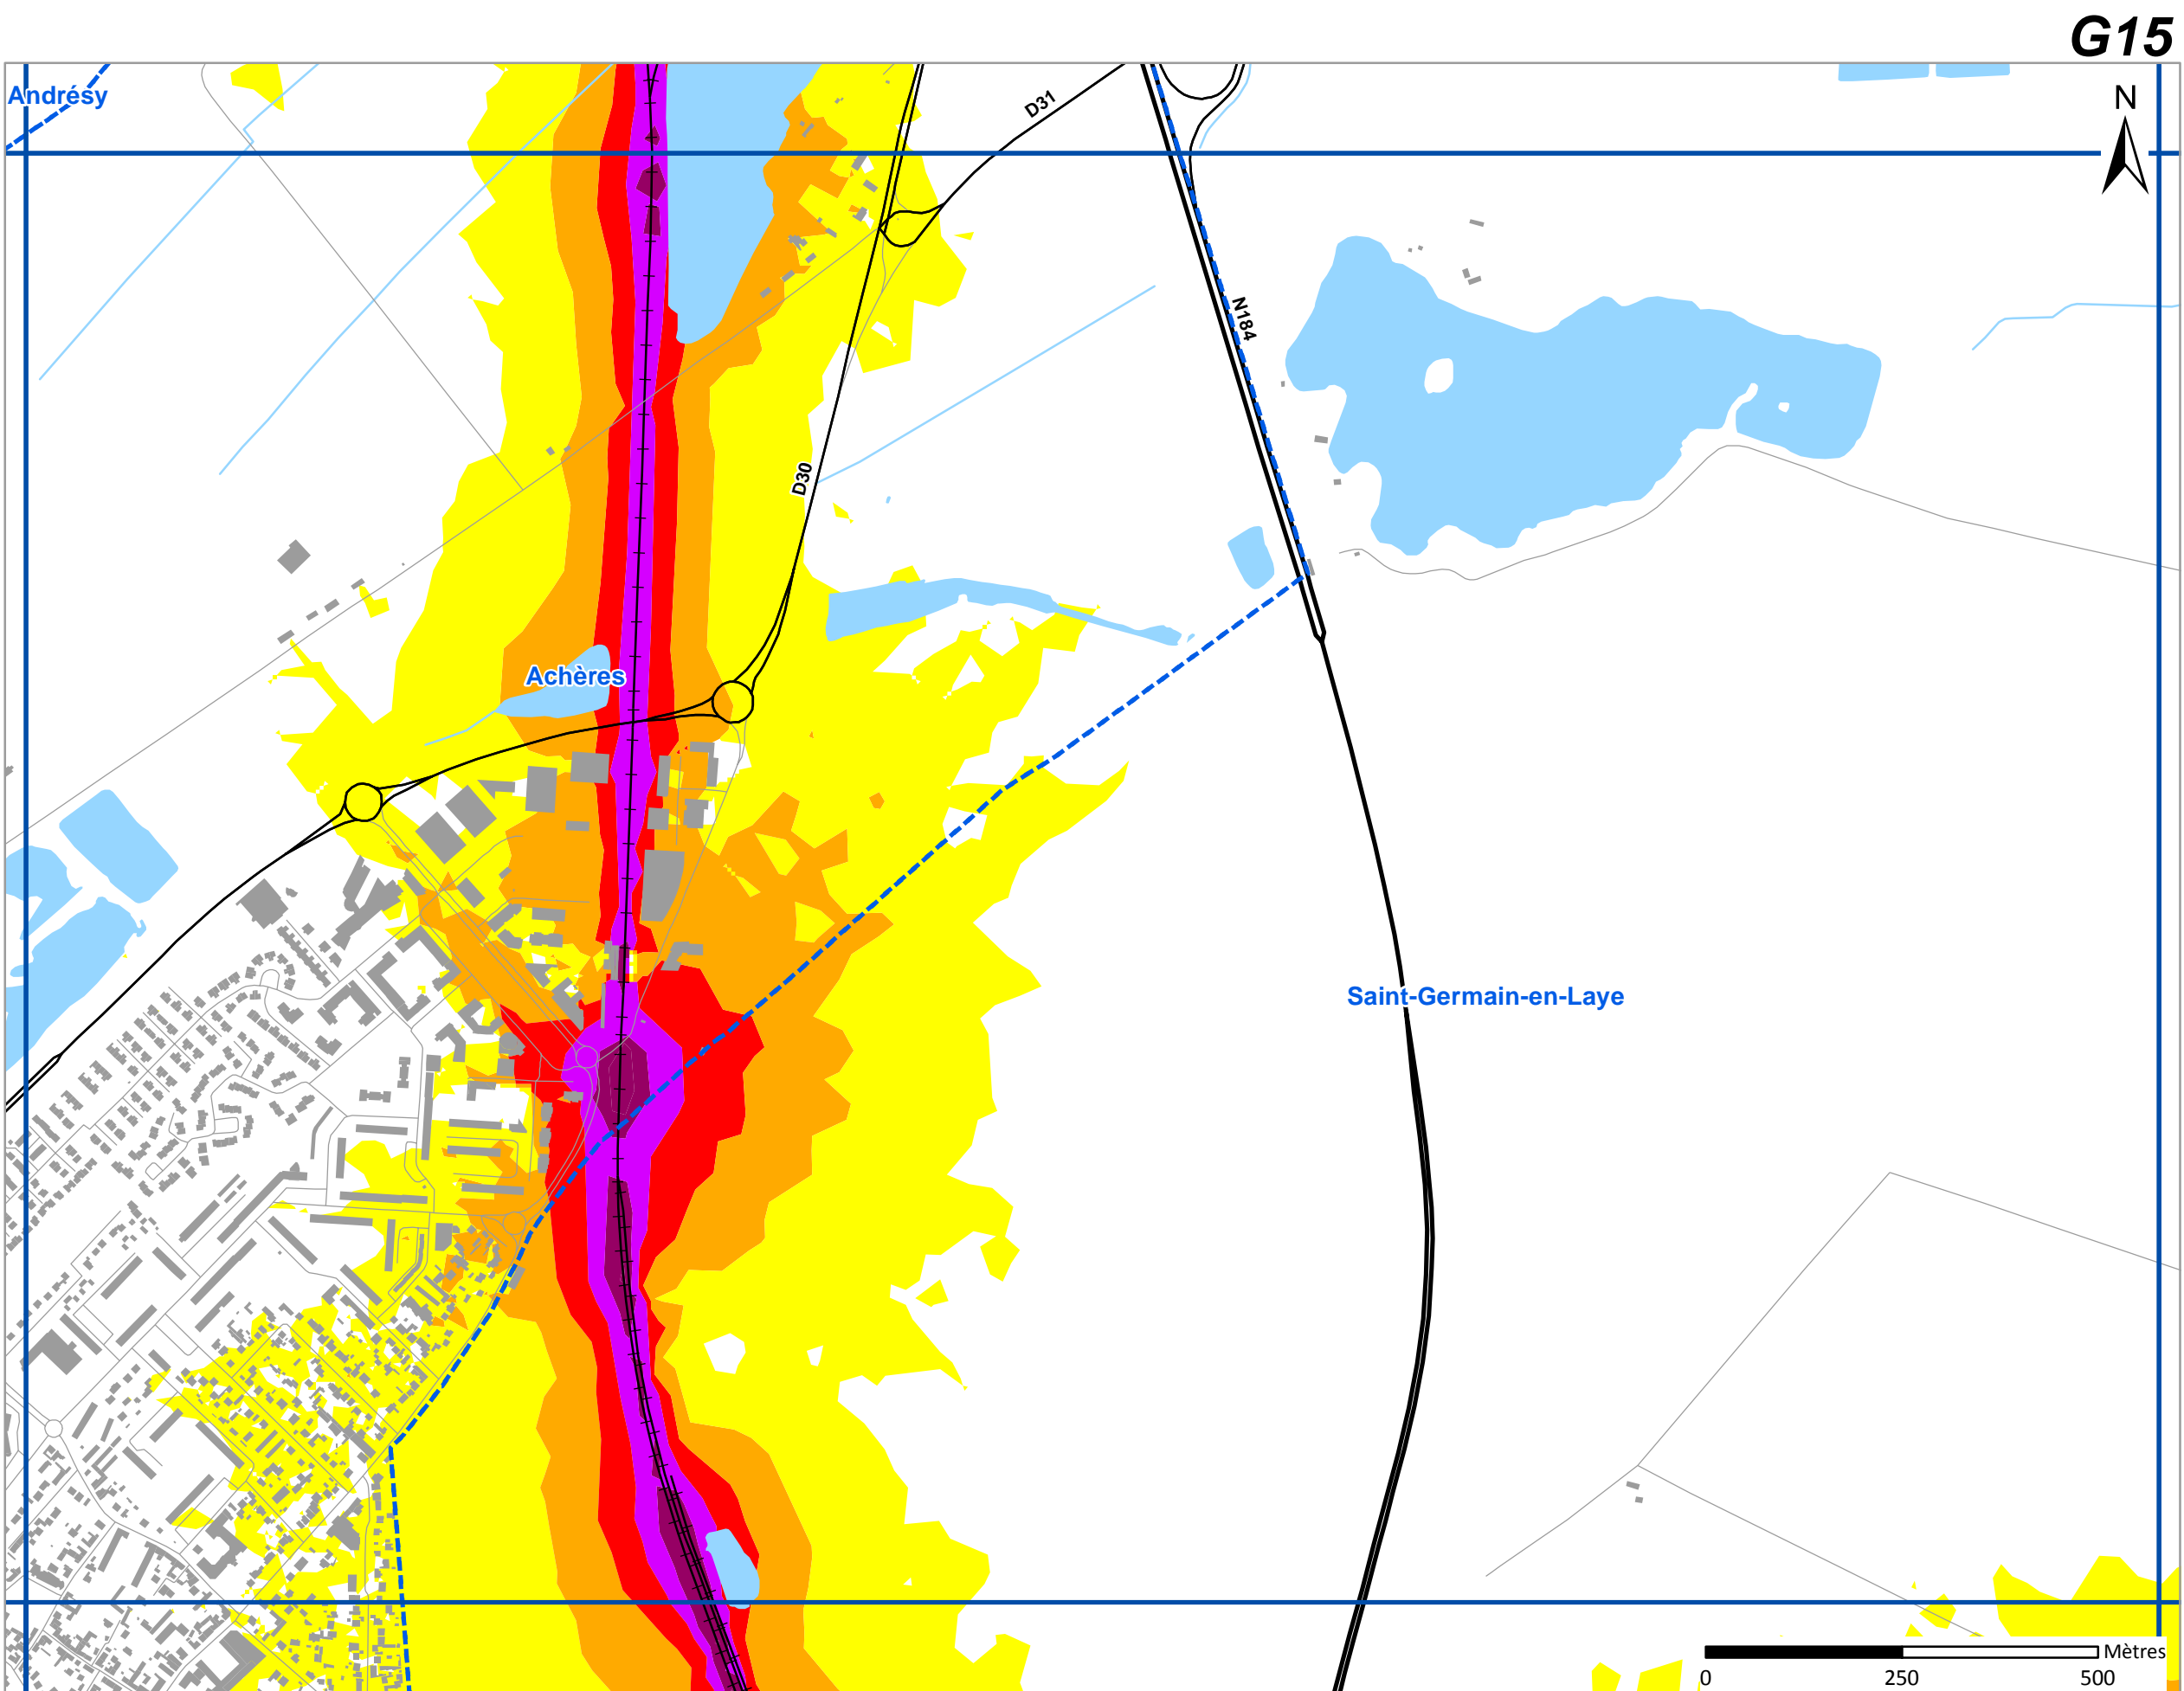 G15
Andrésy
N
D31
N184
D30
Achères
Saint-Germain-en-Laye
Mètres
0 250 500